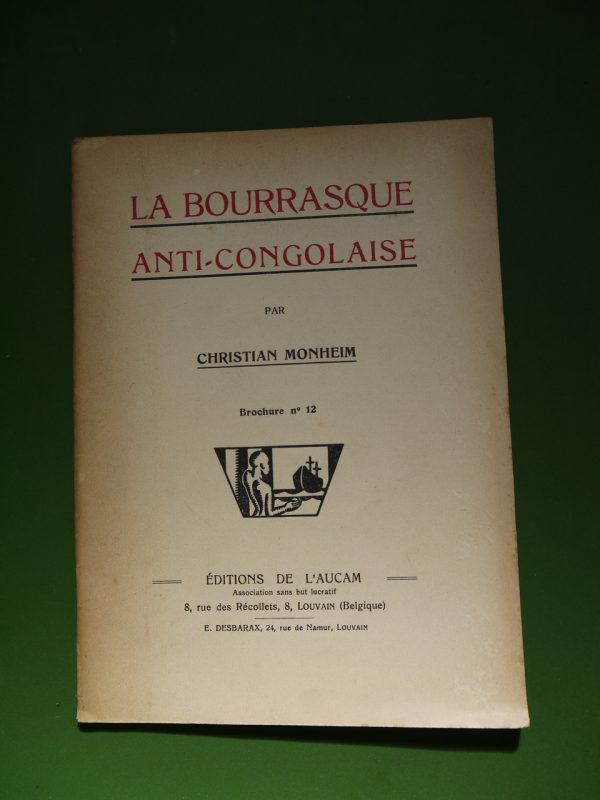 LA BOURRASQUE
ANTI-CONGOLAISE
PAR
CHRISTIAN MONHEIM
Brochure nº 12
ÉDITIONS DE L'AUCAM
Association sans but lucratif
8, rue des Récollets, 8, LOUVAIN (Belgique)
E. DESBARAX, 24, rue de Namur, LOUVAIN